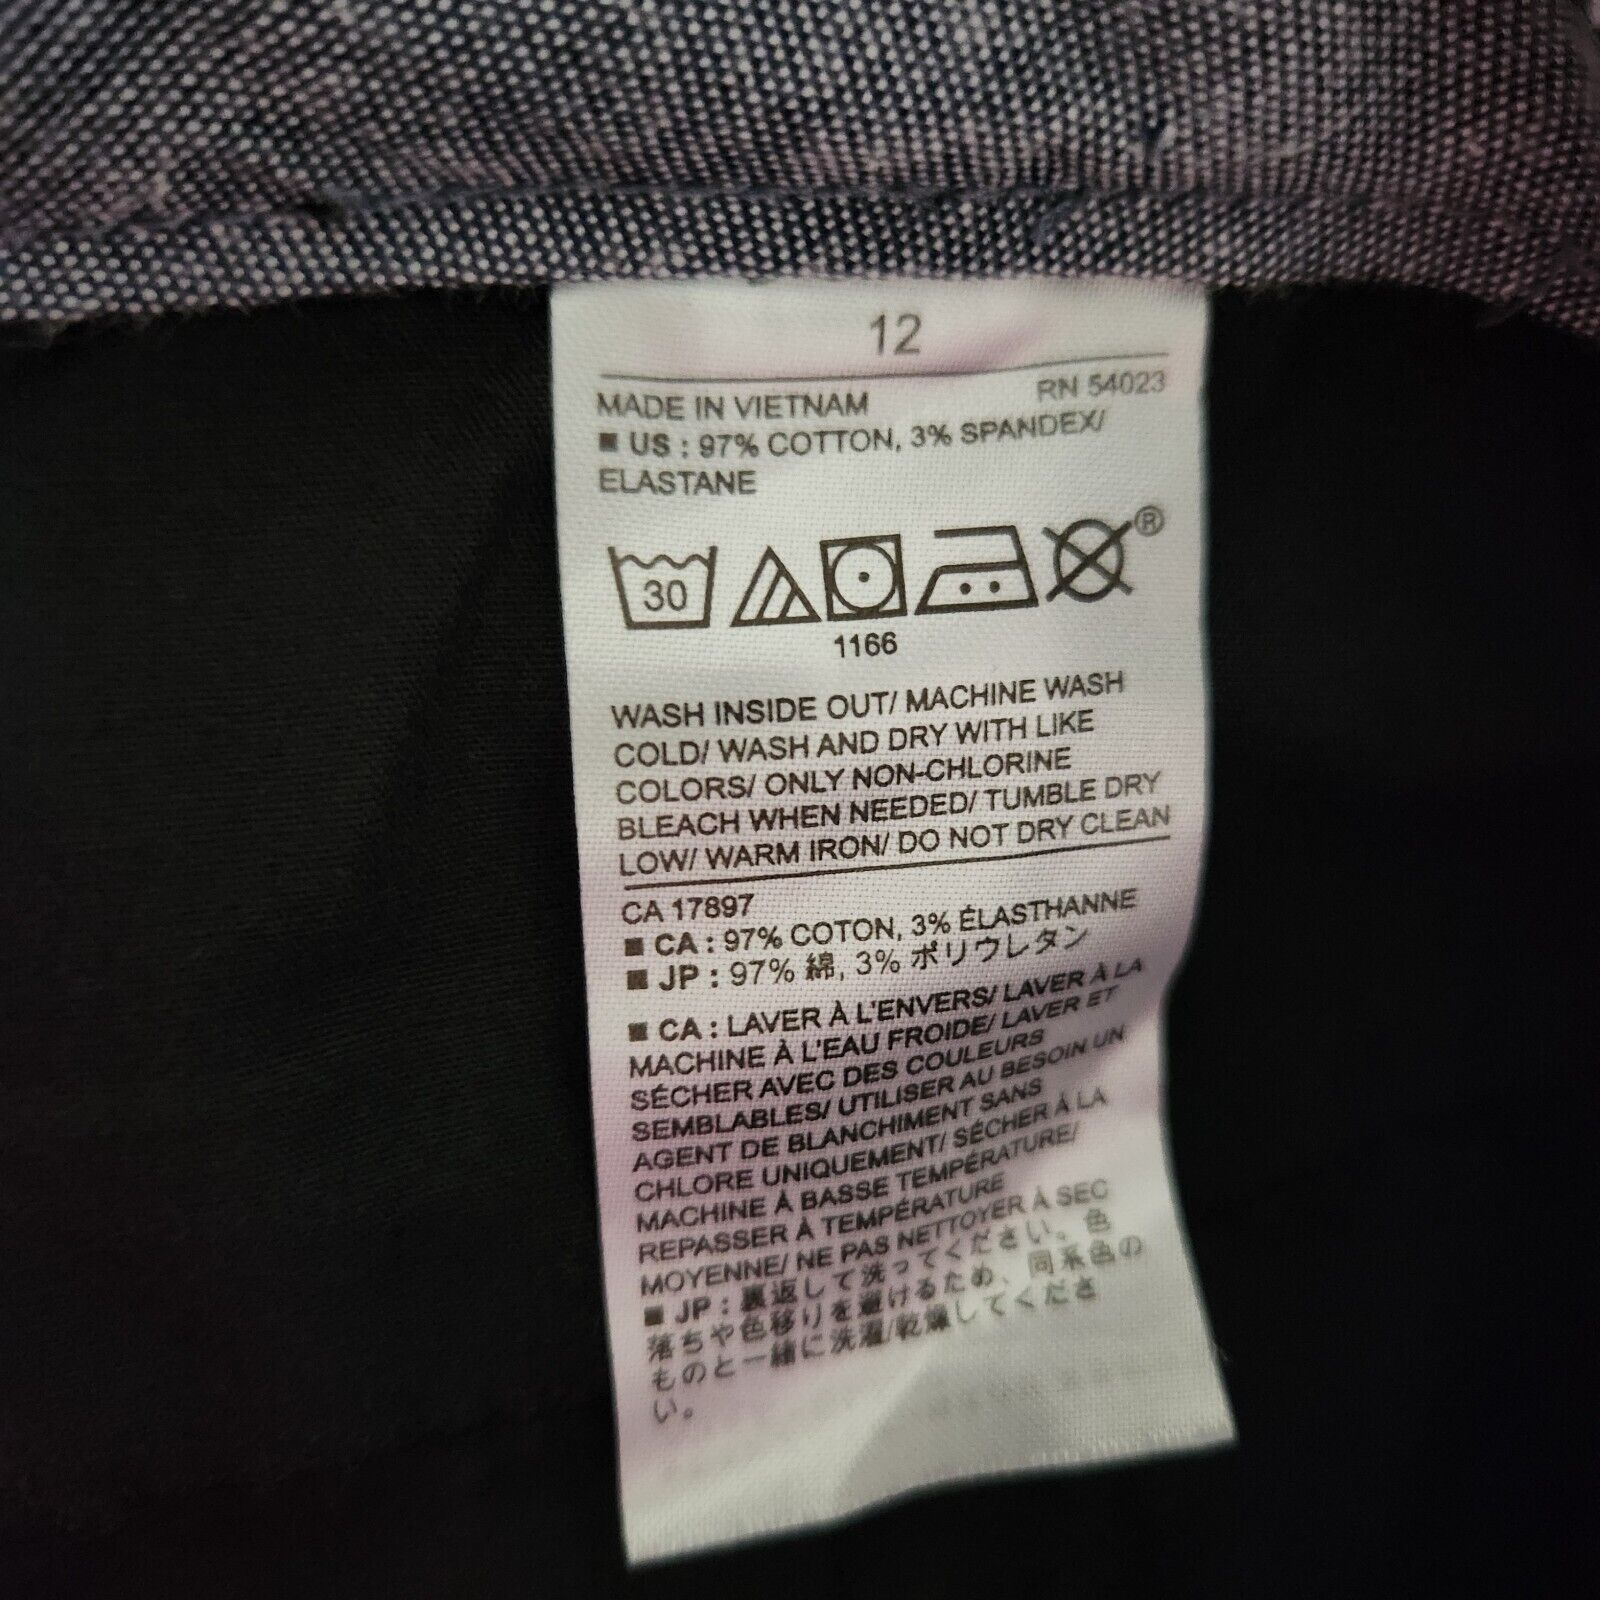 12
MADE IN VIETNAM RN 54023
■ US : 97% COTTON, 3% SPANDEX/
ELASTANE
30
®
1166
WASH INSIDE OUT/ MACHINE WASH
COLD/ WASH AND DRY WITH LIKE
COLORS/ ONLY NON-CHLORINE
BLEACH WHEN NEEDED/ TUMBLE DRY
LOW/ WARM IRON/ DO NOT DRY CLEAN
CA 17897
■ CA : 97% COTON, 3% ÉLASTHANNE
■ JP : 97% 綿, 3% ポリウレタン
■ CA : LAVER À L'ENVERS/ LAVER À LA
MACHINE À L'EAU FROIDE/ LAVER ET
SÉCHER AVEC DES COULEURS
SEMBLABLES/ UTILISER AU BESOIN UN
AGENT DE BLANCHIMENT SANS
CHLORE UNIQUEMENT/ SÉCHER À LA
MACHINE À BASSE TEMPÉRATURE/
REPASSER À TEMPÉRATURE
MOYENNE/ NE PAS NETTOYER À SEC
■ JP : 裏返して洗ってください。色
落ちや色移りを避けるため、同系色の
ものと一緒に洗濯/乾燥してくださ
い。